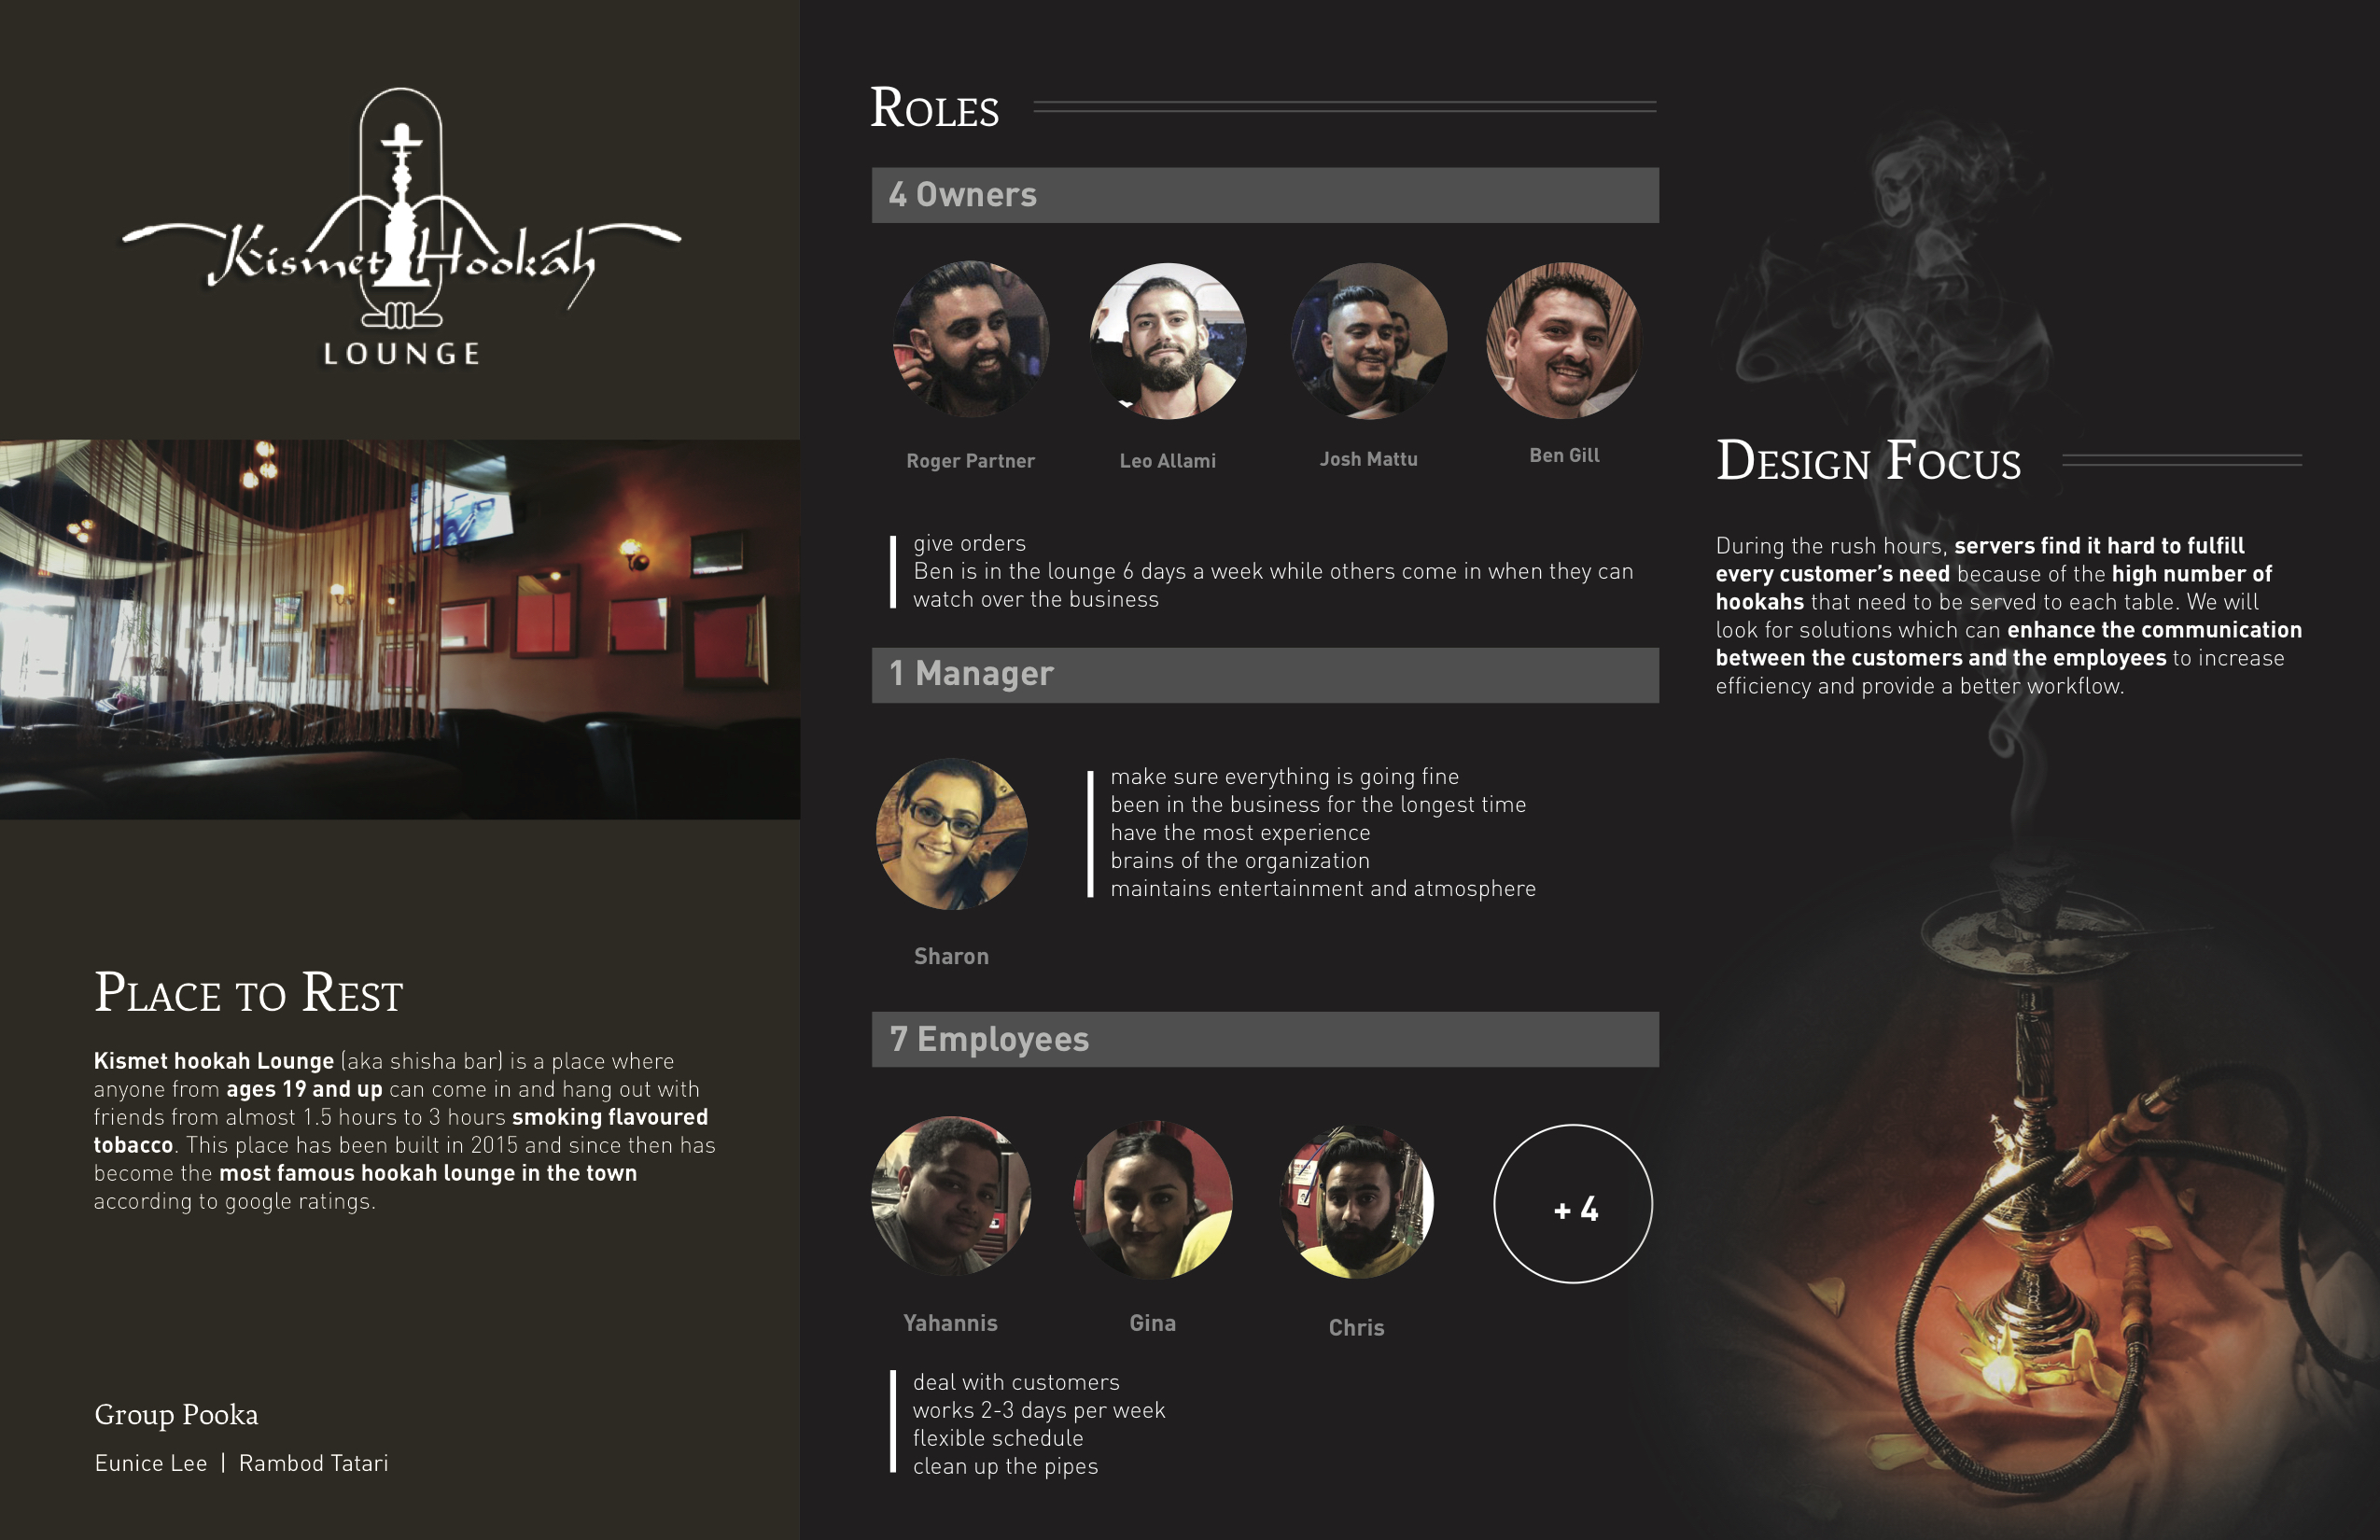 Kismet Hookah
LOUNGE
PLACE TO REST
Kismet hookah Lounge (aka shisha bar) is a place where
anyone from ages 19 and up can come in and hang out with
friends from almost 1.5 hours to 3 hours smoking flavoured
tobacco. This place has been built in 2015 and since then has
become the most famous hookah lounge in the town
according to google ratings.
Group Pooka
Eunice Lee | Rambod Tatari
ROLES
4 Owners
Roger Partner
Leo Allami
Josh Mattu
Ben Gill
give orders
Ben is in the lounge 6 days a week while others come in when they can
watch over the business
1 Manager
make sure everything is going fine
been in the business for the longest time
have the most experience
brains of the organization
maintains entertainment and atmosphere
Sharon
7 Employees
+ 4
Yahannis
Gina
Chris
deal with customers
works 2-3 days per week
flexible schedule
clean up the pipes
DESIGN FOCUS
During the rush hours, servers find it hard to fulfill
every customer's need because of the high number of
hookahs that need to be served to each table. We will
look for solutions which can enhance the communication
between the customers and the employees to increase
efficiency and provide a better workflow.